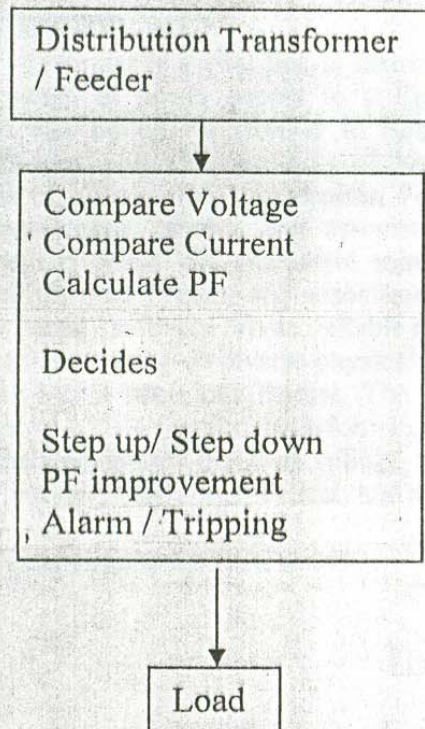 Distribution Transformer
/ Feeder
Compare Voltage
Compare Current
Calculate PF
Decides
Step up/ Step down
PF improvement
Alarm / Tripping
Load